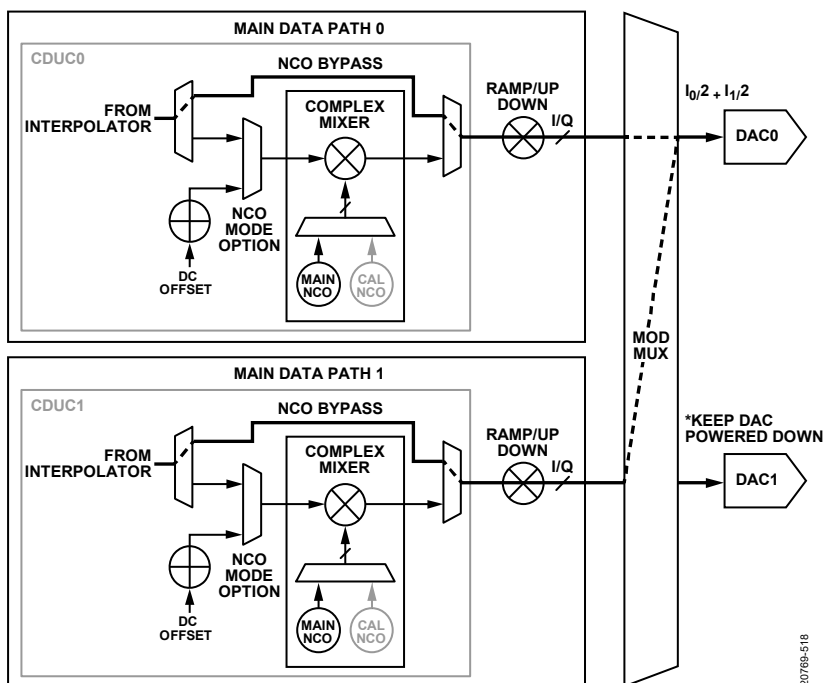 MAIN DATA PATH 0
CDUC0
NCO BYPASS
FROM
INTERPOLATOR
COMPLEX
MIXER
RAMP/UP
DOWN
I/Q
I0/2 + I1/2
DAC0
NCO
MODE
OPTION
DC
OFFSET
MAIN
NCO
CAL
NCO
MOD
MUX
MAIN DATA PATH 1
CDUC1
NCO BYPASS
FROM
INTERPOLATOR
COMPLEX
MIXER
RAMP/UP
DOWN
I/Q
*KEEP DAC
POWERED DOWN
DAC1
NCO
MODE
OPTION
DC
OFFSET
MAIN
NCO
CAL
NCO
20769-518